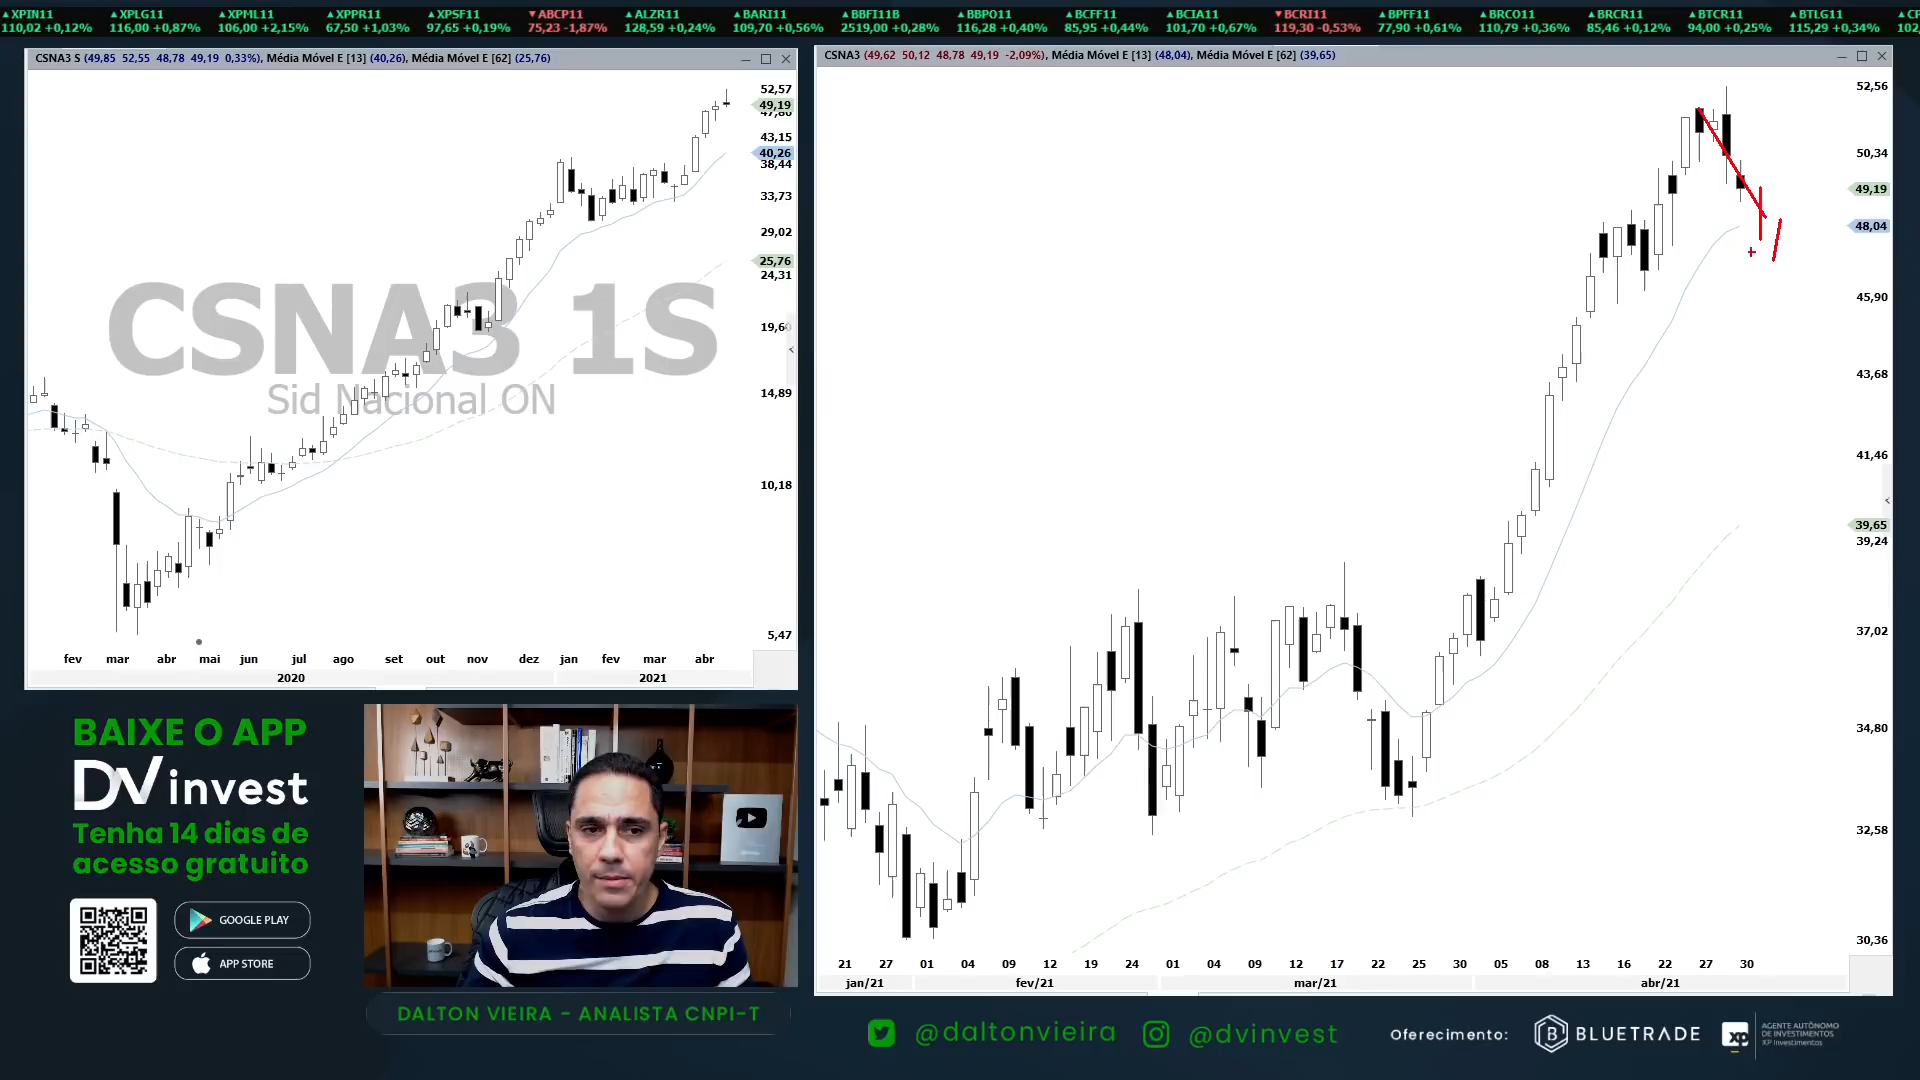 ▲XPIN11 ▲XPLG11 ▲XPML11 ▲XPPR11 ▲XPSF11 ▼ABCP11 ▲ALZR11 ▲BARI11 ▲BBFI11B ▲BBPO11 ▲BCFF11 ▲BCIA11 ▼BCRI11 ▲BPFF11 ▲BRCO11 ▲BRCR11 ▲BTCR11 ▲BTLG11
110,02 +0,12% 116,00 +0,87% 106,00 +2,15% 67,50 +1,03% 97,65 +0,19% 75,23 -1,87% 128,59 +0,24% 109,70 +0,56% 2519,00 +0,28% 116,28 +0,40% 85,95 +0,44% 101,70 +0,67% 119,30 -0,53% 77,90 +0,61% 110,79 +0,36% 85,46 +0,12% 94,00 +0,25% 115,29 +0,34%
CSNA3 S (49,85 52,55 48,78 49,19 0,33%), Média Móvel E [13] (40,26), Média Móvel E [62] (25,76)
52,57
49,19
47,86
43,15
40,26
38,44
33,73
29,02
25,76
24,31
19,60
14,89
10,18
5,47
CSNA3 1S
Sid Nacional ON
fev mar abr mai jun jul ago set out nov dez jan fev mar abr
2020 2021
CSNA3 (49,62 50,12 48,78 49,19 -2,09%), Média Móvel E [13] (48,04), Média Móvel E [62] (39,65)
52,56
50,34
49,19
48,04
45,90
43,68
41,46
39,65
39,24
37,02
34,80
32,58
30,36
21 27 01 04 09 12 19 24 01 04 09 12 17 22 25 30 05 08 13 16 22 27 30
jan/21 fev/21 mar/21 abr/21
BAIXE O APP
DV invest
Tenha 14 dias de
acesso gratuito
GOOGLE PLAY
APP STORE
DALTON VIEIRA - ANALISTA CNPI-T
@daltonvieira
@dvinvest
Oferecimento:
BLUETRADE
xp
AGENTE AUTÔNOMO
DE INVESTIMENTOS
XP Investimentos